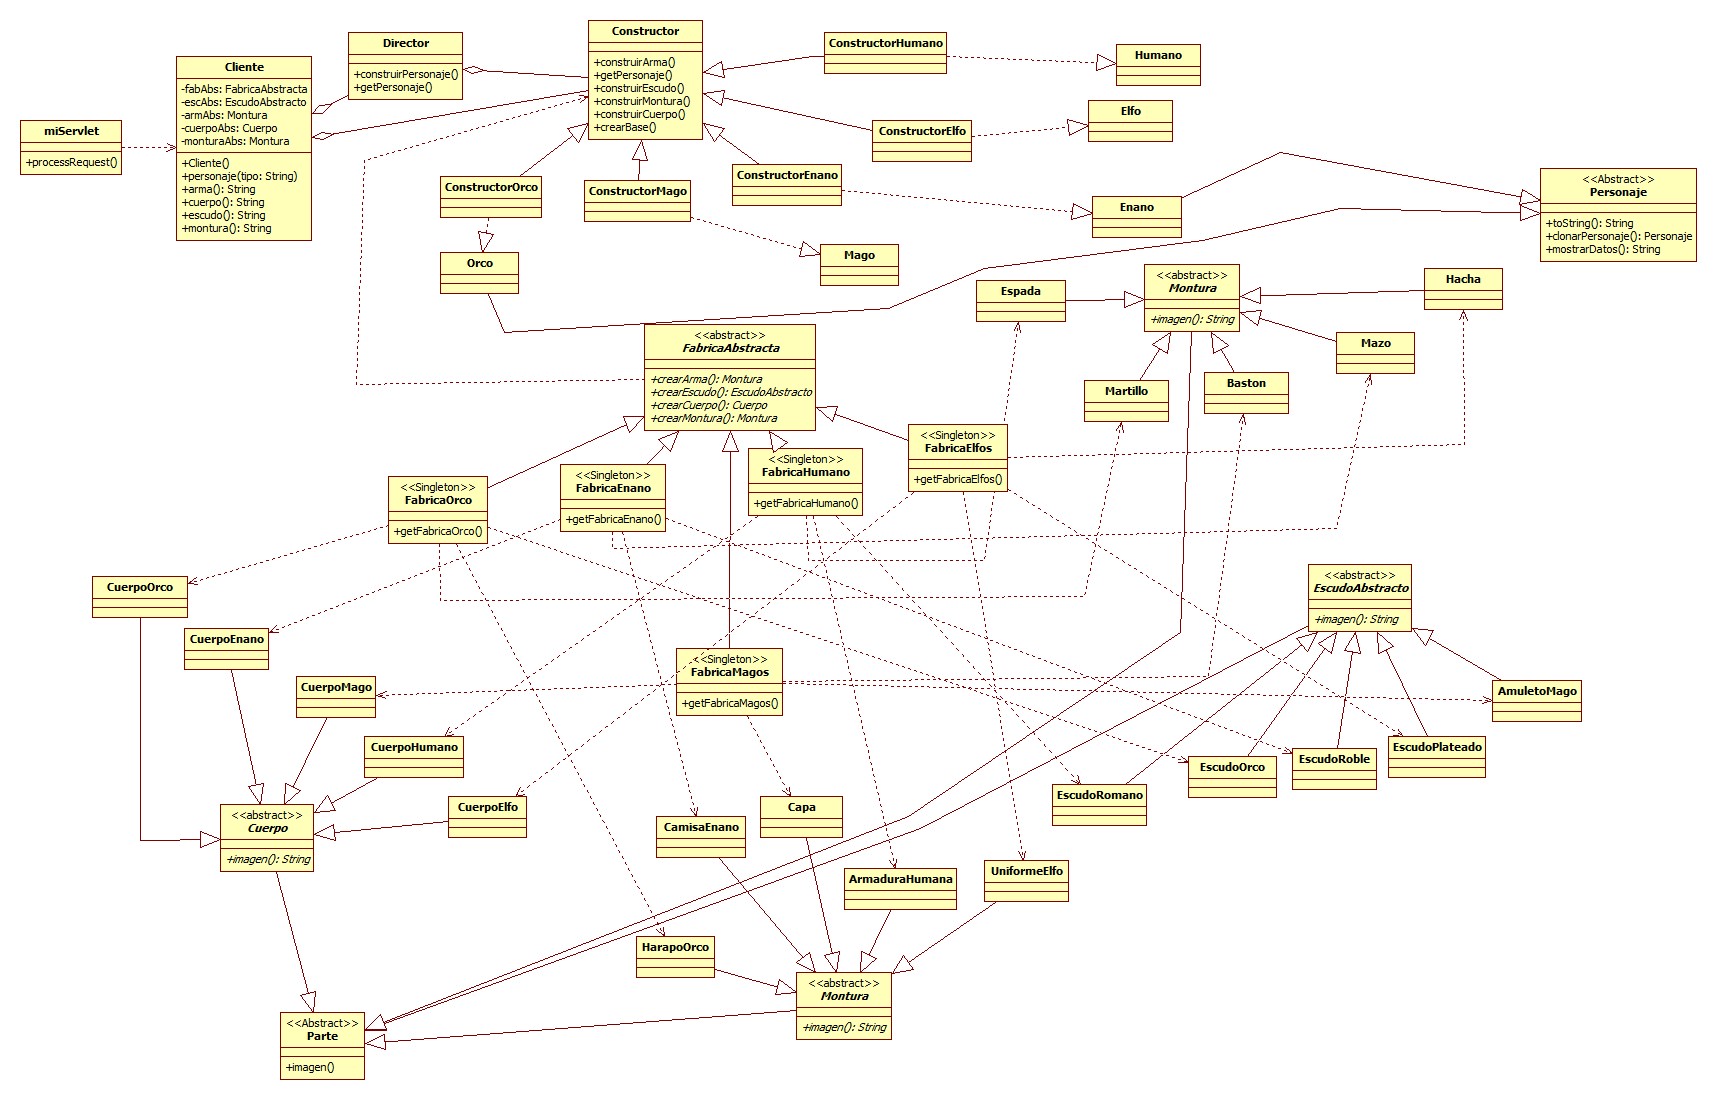 miServlet
+processRequest()
Cliente
-fabAbs: FabricaAbstracta
-escAbs: EscudoAbstracto
-armAbs: Montura
-cuerpoAbs: Cuerpo
-monturaAbs: Montura
+Cliente()
+personaje(tipo: String)
+arma(): String
+cuerpo(): String
+escudo(): String
+montura(): String
Director
+construirPersonaje()
+getPersonaje()
Constructor
+construirArma()
+getPersonaje()
+construirEscudo()
+construirMontura()
+construirCuerpo()
+crearBase()
ConstructorHumano
Humano
ConstructorElfo
Elfo
ConstructorEnano
Enano
ConstructorOrco
ConstructorMago
Orco
Mago
<<Abstract>>
Personaje
+toString(): String
+clonarPersonaje(): Personaje
+mostrarDatos(): String
Espada
<<abstract>>
Montura
+imagen(): String
Hacha
Mazo
Martillo
Baston
<<abstract>>
FabricaAbstracta
+crearArma(): Montura
+crearEscudo(): EscudoAbstracto
+crearCuerpo(): Cuerpo
+crearMontura(): Montura
<<Singleton>>
FabricaOrco
+getFabricaOrco()
<<Singleton>>
FabricaEnano
+getFabricaEnano()
<<Singleton>>
FabricaHumano
+getFabricaHumano()
<<Singleton>>
FabricaElfos
+getFabricaElfos()
<<Singleton>>
FabricaMagos
+getFabricaMagos()
CuerpoOrco
CuerpoEnano
CuerpoMago
CuerpoHumano
CuerpoElfo
<<abstract>>
Cuerpo
+imagen(): String
<<abstract>>
EscudoAbstracto
+imagen(): String
AmuletoMago
EscudoPlateado
EscudoRoble
EscudoOrco
EscudoRomano
CamisaEnano
Capa
ArmaduraHumana
UniformeElfo
HarapoOrco
<<abstract>>
Montura
+imagen(): String
<<Abstract>>
Parte
+imagen()